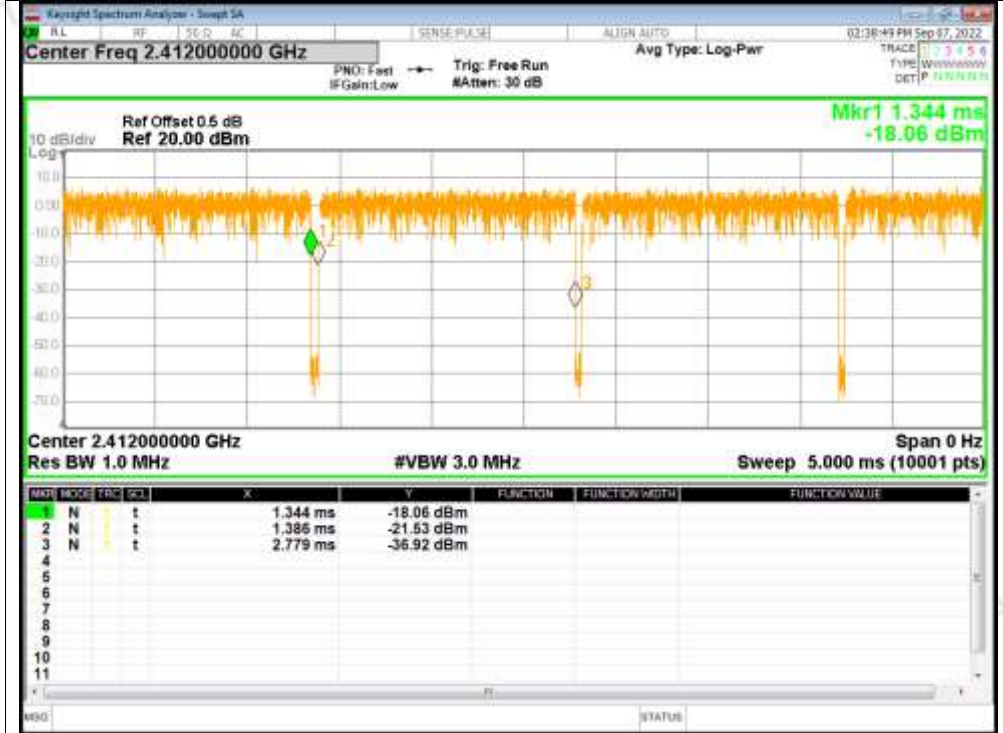 Keysight Spectrum Analyzer - Swept SA
RL RF 50 Ω AC SENSE:PULSE ALIGN AUTO 02:38:49 PM Sep 07, 2022
Center Freq 2.412000000 GHz Avg Type: Log-Pwr TRACE 1 2 3 4 5 6
PNO: Fast Trig: Free Run TYPE WWWWWWW
IFGain:Low #Atten: 30 dB DET P N N N N N
Mkr1 1.344 ms
Ref Offset 0.5 dB
10 dB/div Ref 20.00 dBm -18.06 dBm
Log
10.0
0.00
-10.0
-20.0
-30.0
-40.0
-50.0
-60.0
-70.0
1
2
3
Center 2.412000000 GHz Span 0 Hz
Res BW 1.0 MHz #VBW 3.0 MHz Sweep 5.000 ms (10001 pts)
MKR MODE TRC SCL X Y FUNCTION FUNCTION WIDTH FUNCTION VALUE
1 N 1 t 1.344 ms -18.06 dBm
2 N 1 t 1.386 ms -21.53 dBm
3 N 1 t 2.779 ms -36.92 dBm
4
5
6
7
8
9
10
11
MSG STATUS